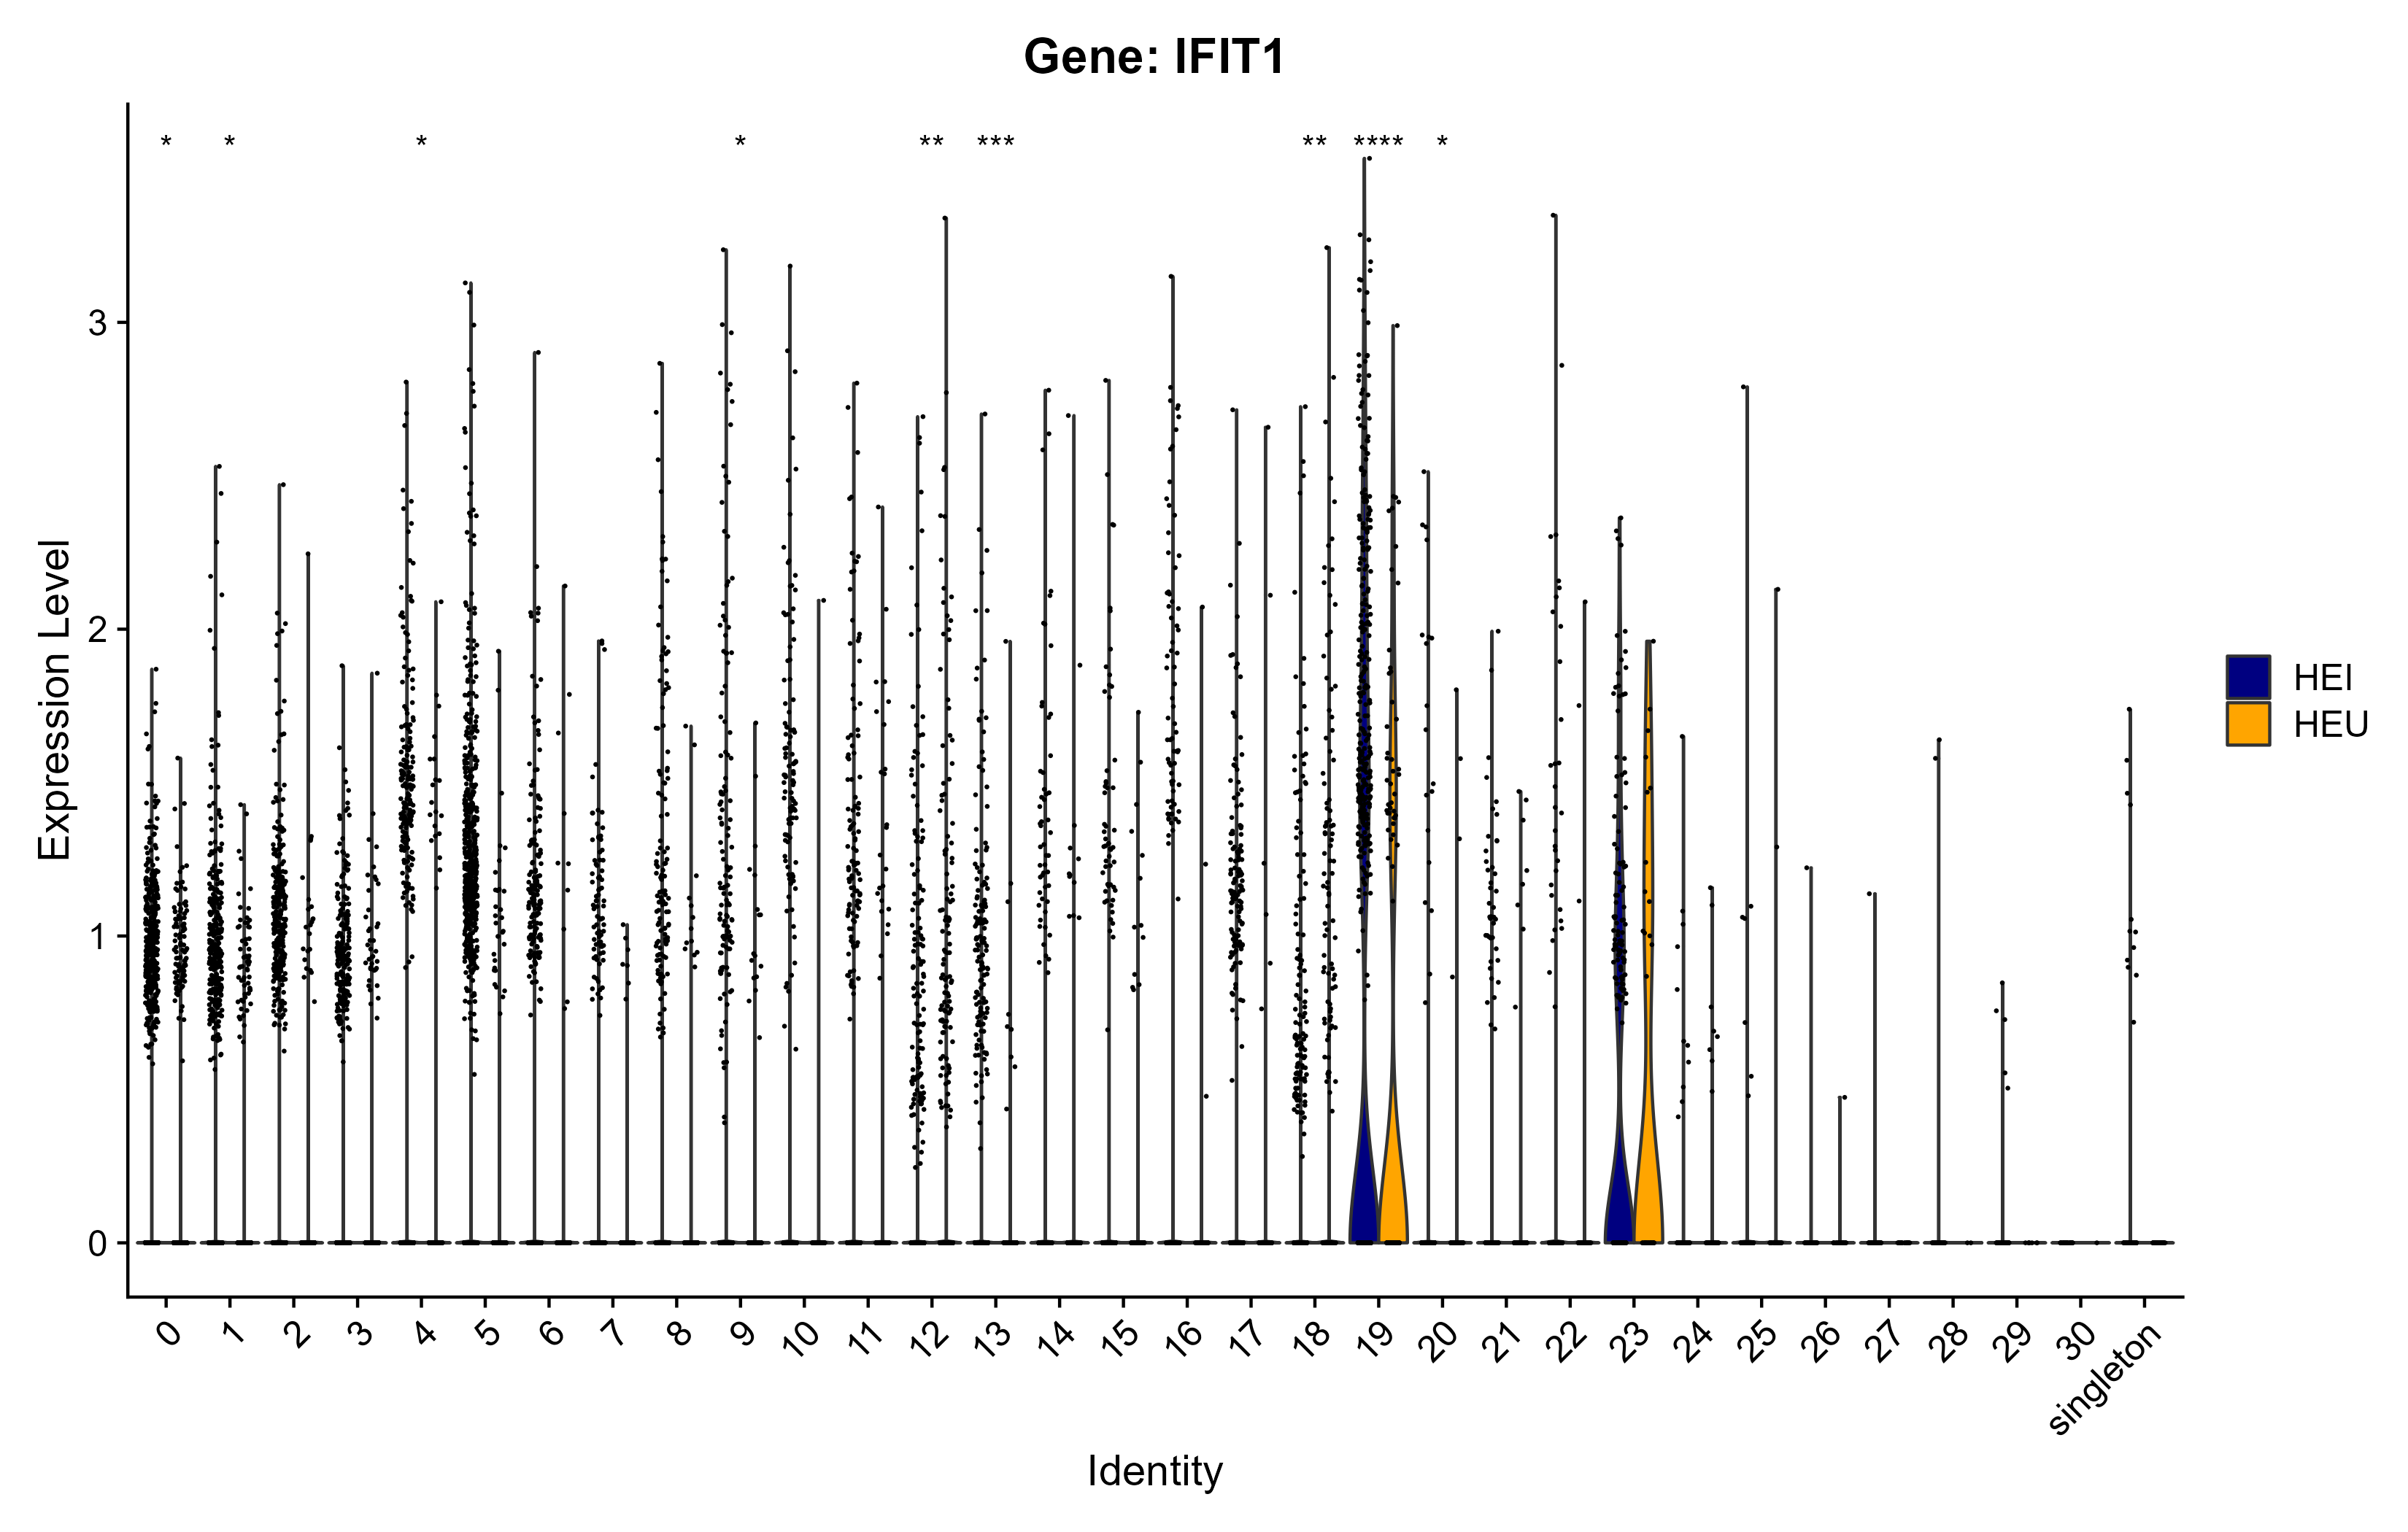 Gene: IFIT1
* * * * ** *** ** **** *
Expression Level
3
2
1
0
HEI
HEU
0 1 2 3 4 5 6 7 8 9 10 11 12 13 14 15 16 17 18 19 20 21 22 23 24 25 26 27 28 29 30 singleton
Identity